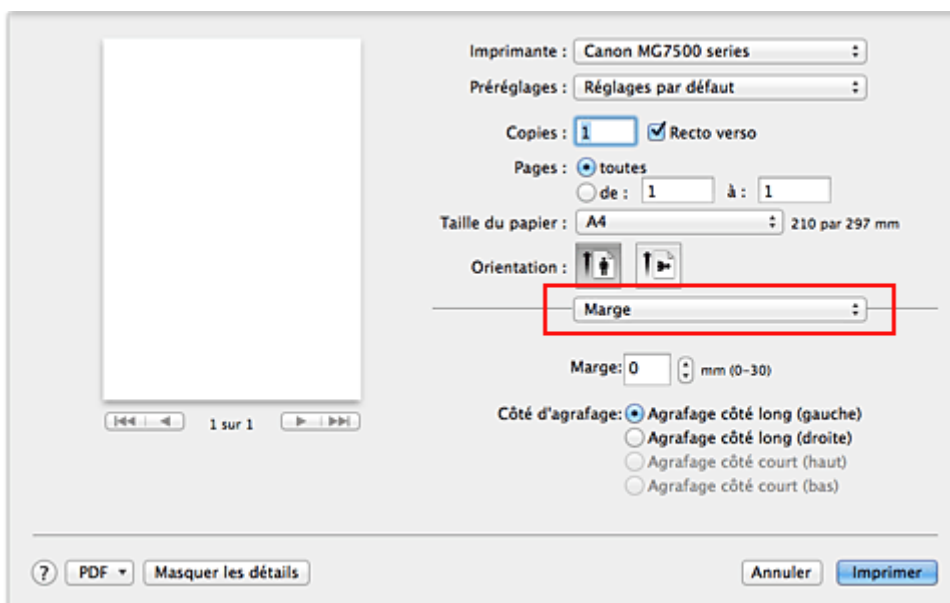 Imprimante : Canon MG7500 series
Préréglages : Réglages par défaut
Copies : 1 Recto verso
Pages : toutes
de : 1 à : 1
Taille du papier : A4 210 par 297 mm
Orientation :
Marge
Marge: 0 mm (0-30)
1 sur 1
Côté d'agrafage: Agrafage côté long (gauche)
Agrafage côté long (droite)
Agrafage côté court (haut)
Agrafage côté court (bas)
? PDF Masquer les détails Annuler Imprimer